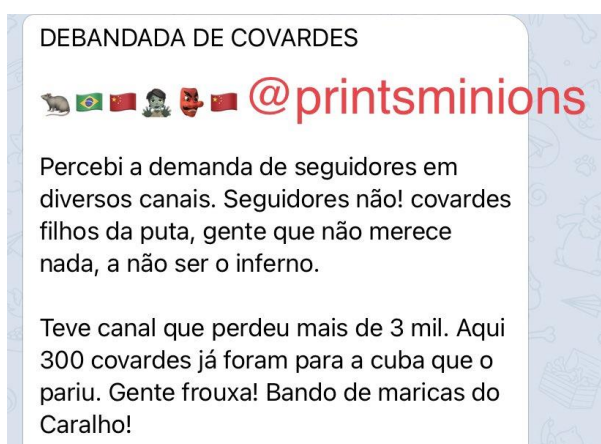 DEBANDADA DE COVARDES
🐀🇧🇷🇨🇳🧟👺🇨🇳 @printsminions
Percebi a demanda de seguidores em
diversos canais. Seguidores não! covardes
filhos da puta, gente que não merece
nada, a não ser o inferno.
Teve canal que perdeu mais de 3 mil. Aqui
300 covardes já foram para a cuba que o
pariu. Gente frouxa! Bando de maricas do
Caralho!